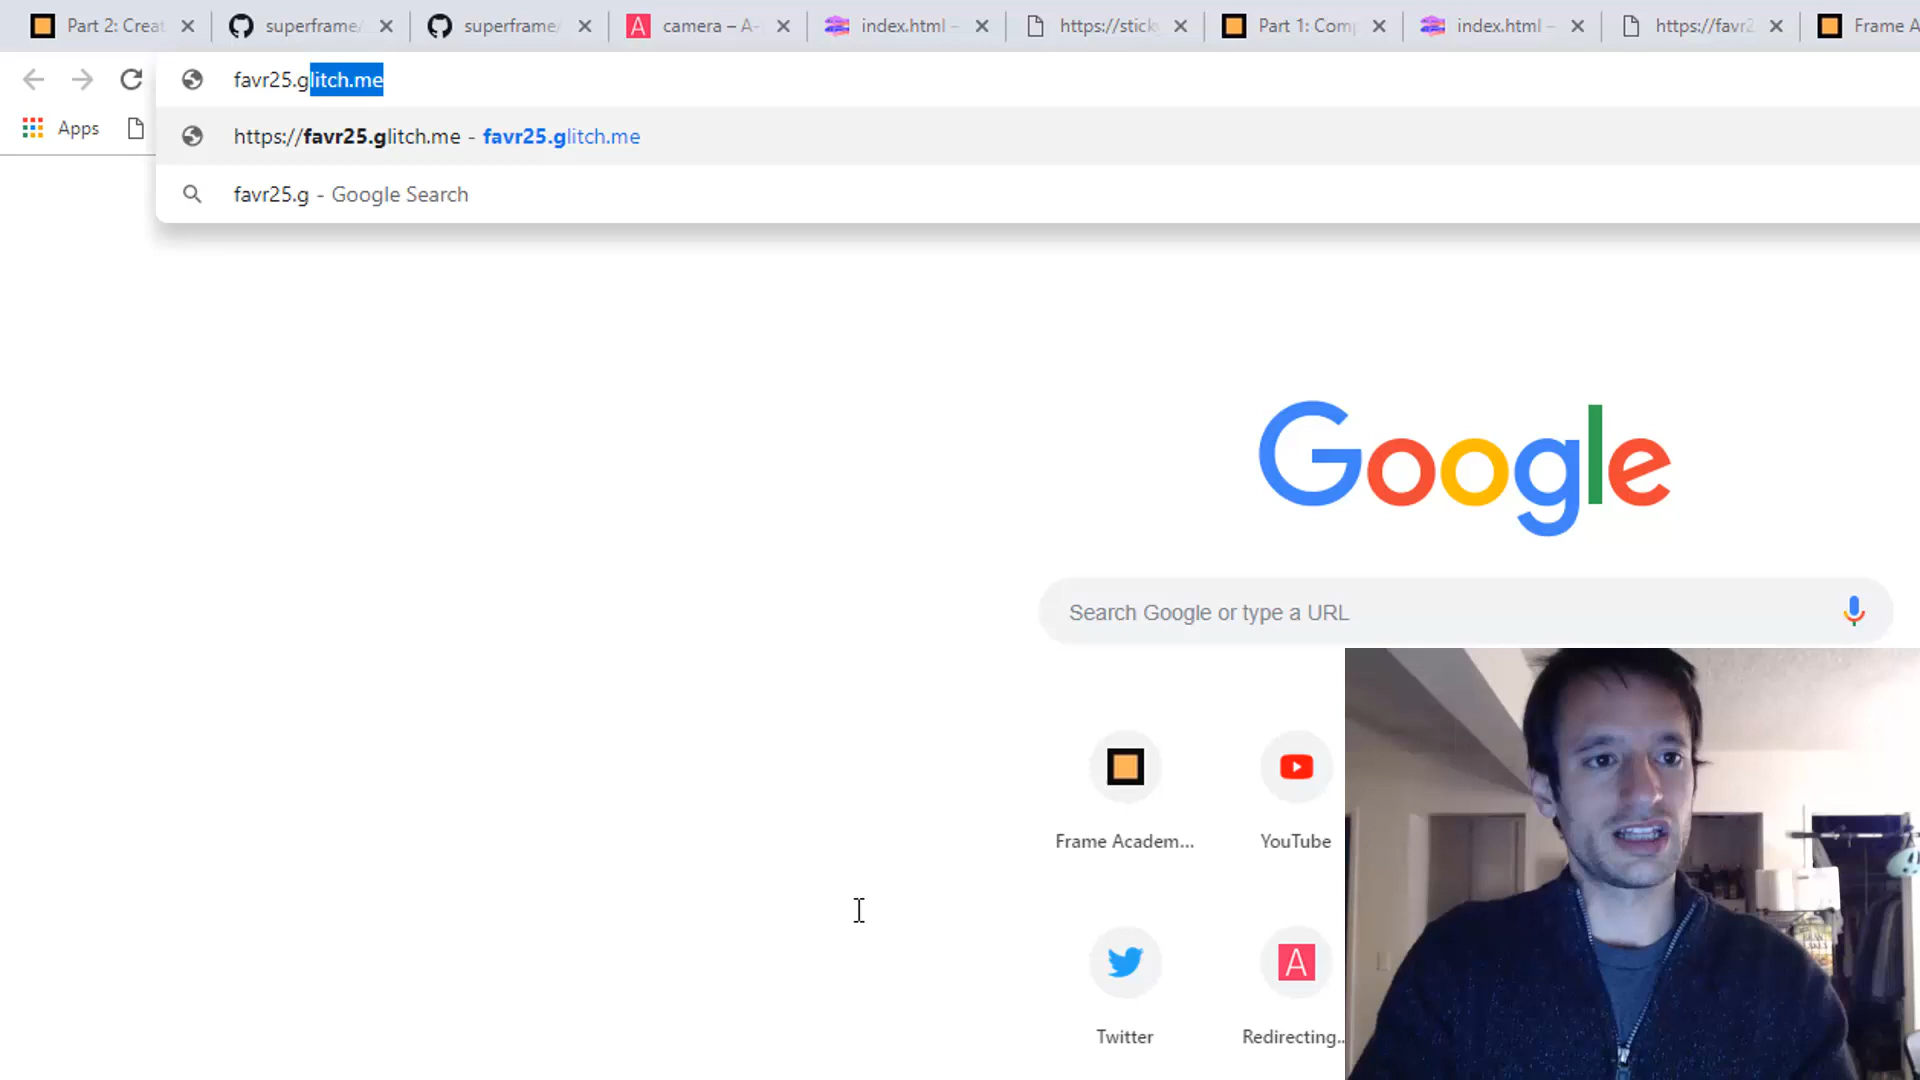 Part 2: Creat
superframe/
superframe/
camera – A-
index.html –
https://stick
Part 1: Comp
index.html –
https://favr2
Frame A
favr25.glitch.me
https://favr25.glitch.me - favr25.glitch.me
Apps
favr25.g - Google Search
Google
Search Google or type a URL
Frame Academ...
YouTube
A
Twitter
Redirecting...